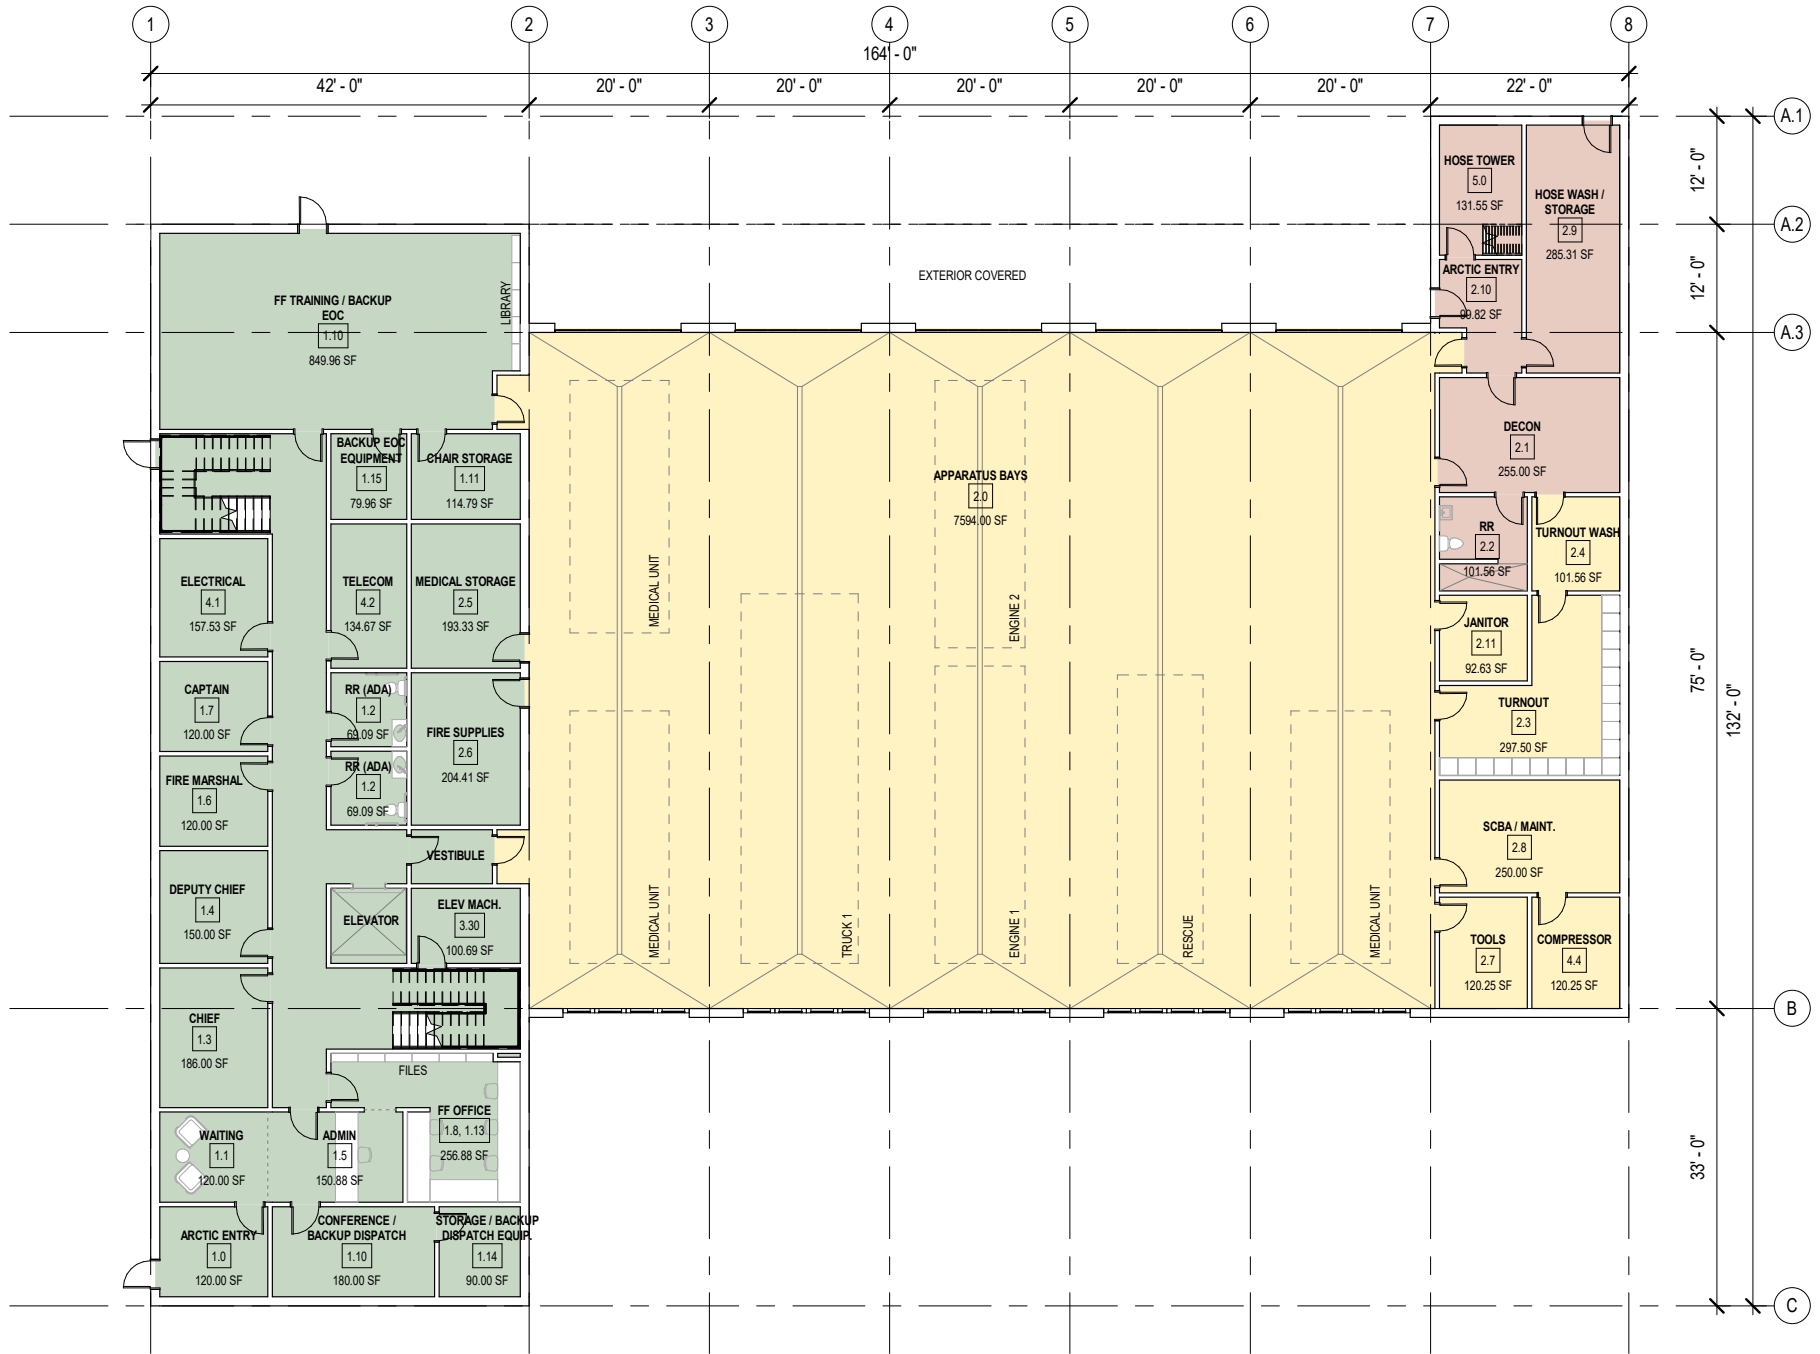 1
2
3
4
5
6
7
8
164' - 0"
42' - 0"
20' - 0"
20' - 0"
20' - 0"
20' - 0"
20' - 0"
22' - 0"
A.1
A.2
A.3
B
C
12' - 0"
12' - 0"
75' - 0"
132' - 0"
33' - 0"
FF TRAINING / BACKUP
EOC
1.10
849.96 SF
LIBRARY
EXTERIOR COVERED
HOSE TOWER
5.0
131.55 SF
HOSE WASH /
STORAGE
2.9
285.31 SF
ARCTIC ENTRY
2.10
99.82 SF
BACKUP EOC
EQUIPMENT
1.15
79.96 SF
CHAIR STORAGE
1.11
114.79 SF
APPARATUS BAYS
2.0
7594.00 SF
DECON
2.1
255.00 SF
RR
2.2
101.56 SF
TURNOUT WASH
2.4
101.56 SF
ELECTRICAL
4.1
157.53 SF
TELECOM
4.2
134.67 SF
MEDICAL STORAGE
2.5
193.33 SF
MEDICAL UNIT
ENGINE 2
JANITOR
2.11
92.63 SF
CAPTAIN
1.7
120.00 SF
RR (ADA)
1.2
69.09 SF
FIRE SUPPLIES
2.6
204.41 SF
TURNOUT
2.3
297.50 SF
FIRE MARSHAL
1.6
120.00 SF
RR (ADA)
1.2
69.09 SF
VESTIBULE
SCBA / MAINT.
2.8
250.00 SF
DEPUTY CHIEF
1.4
150.00 SF
ELEVATOR
ELEV MACH.
3.30
100.69 SF
MEDICAL UNIT
TRUCK 1
ENGINE 1
RESCUE
MEDICAL UNIT
TOOLS
2.7
120.25 SF
COMPRESSOR
4.4
120.25 SF
CHIEF
1.3
186.00 SF
FILES
FF OFFICE
1.8, 1.13
256.88 SF
WAITING
1.1
120.00 SF
ADMIN
1.5
150.88 SF
ARCTIC ENTRY
1.0
120.00 SF
CONFERENCE /
BACKUP DISPATCH
1.10
180.00 SF
STORAGE / BACKUP
DISPATCH EQUIP.
1.14
90.00 SF